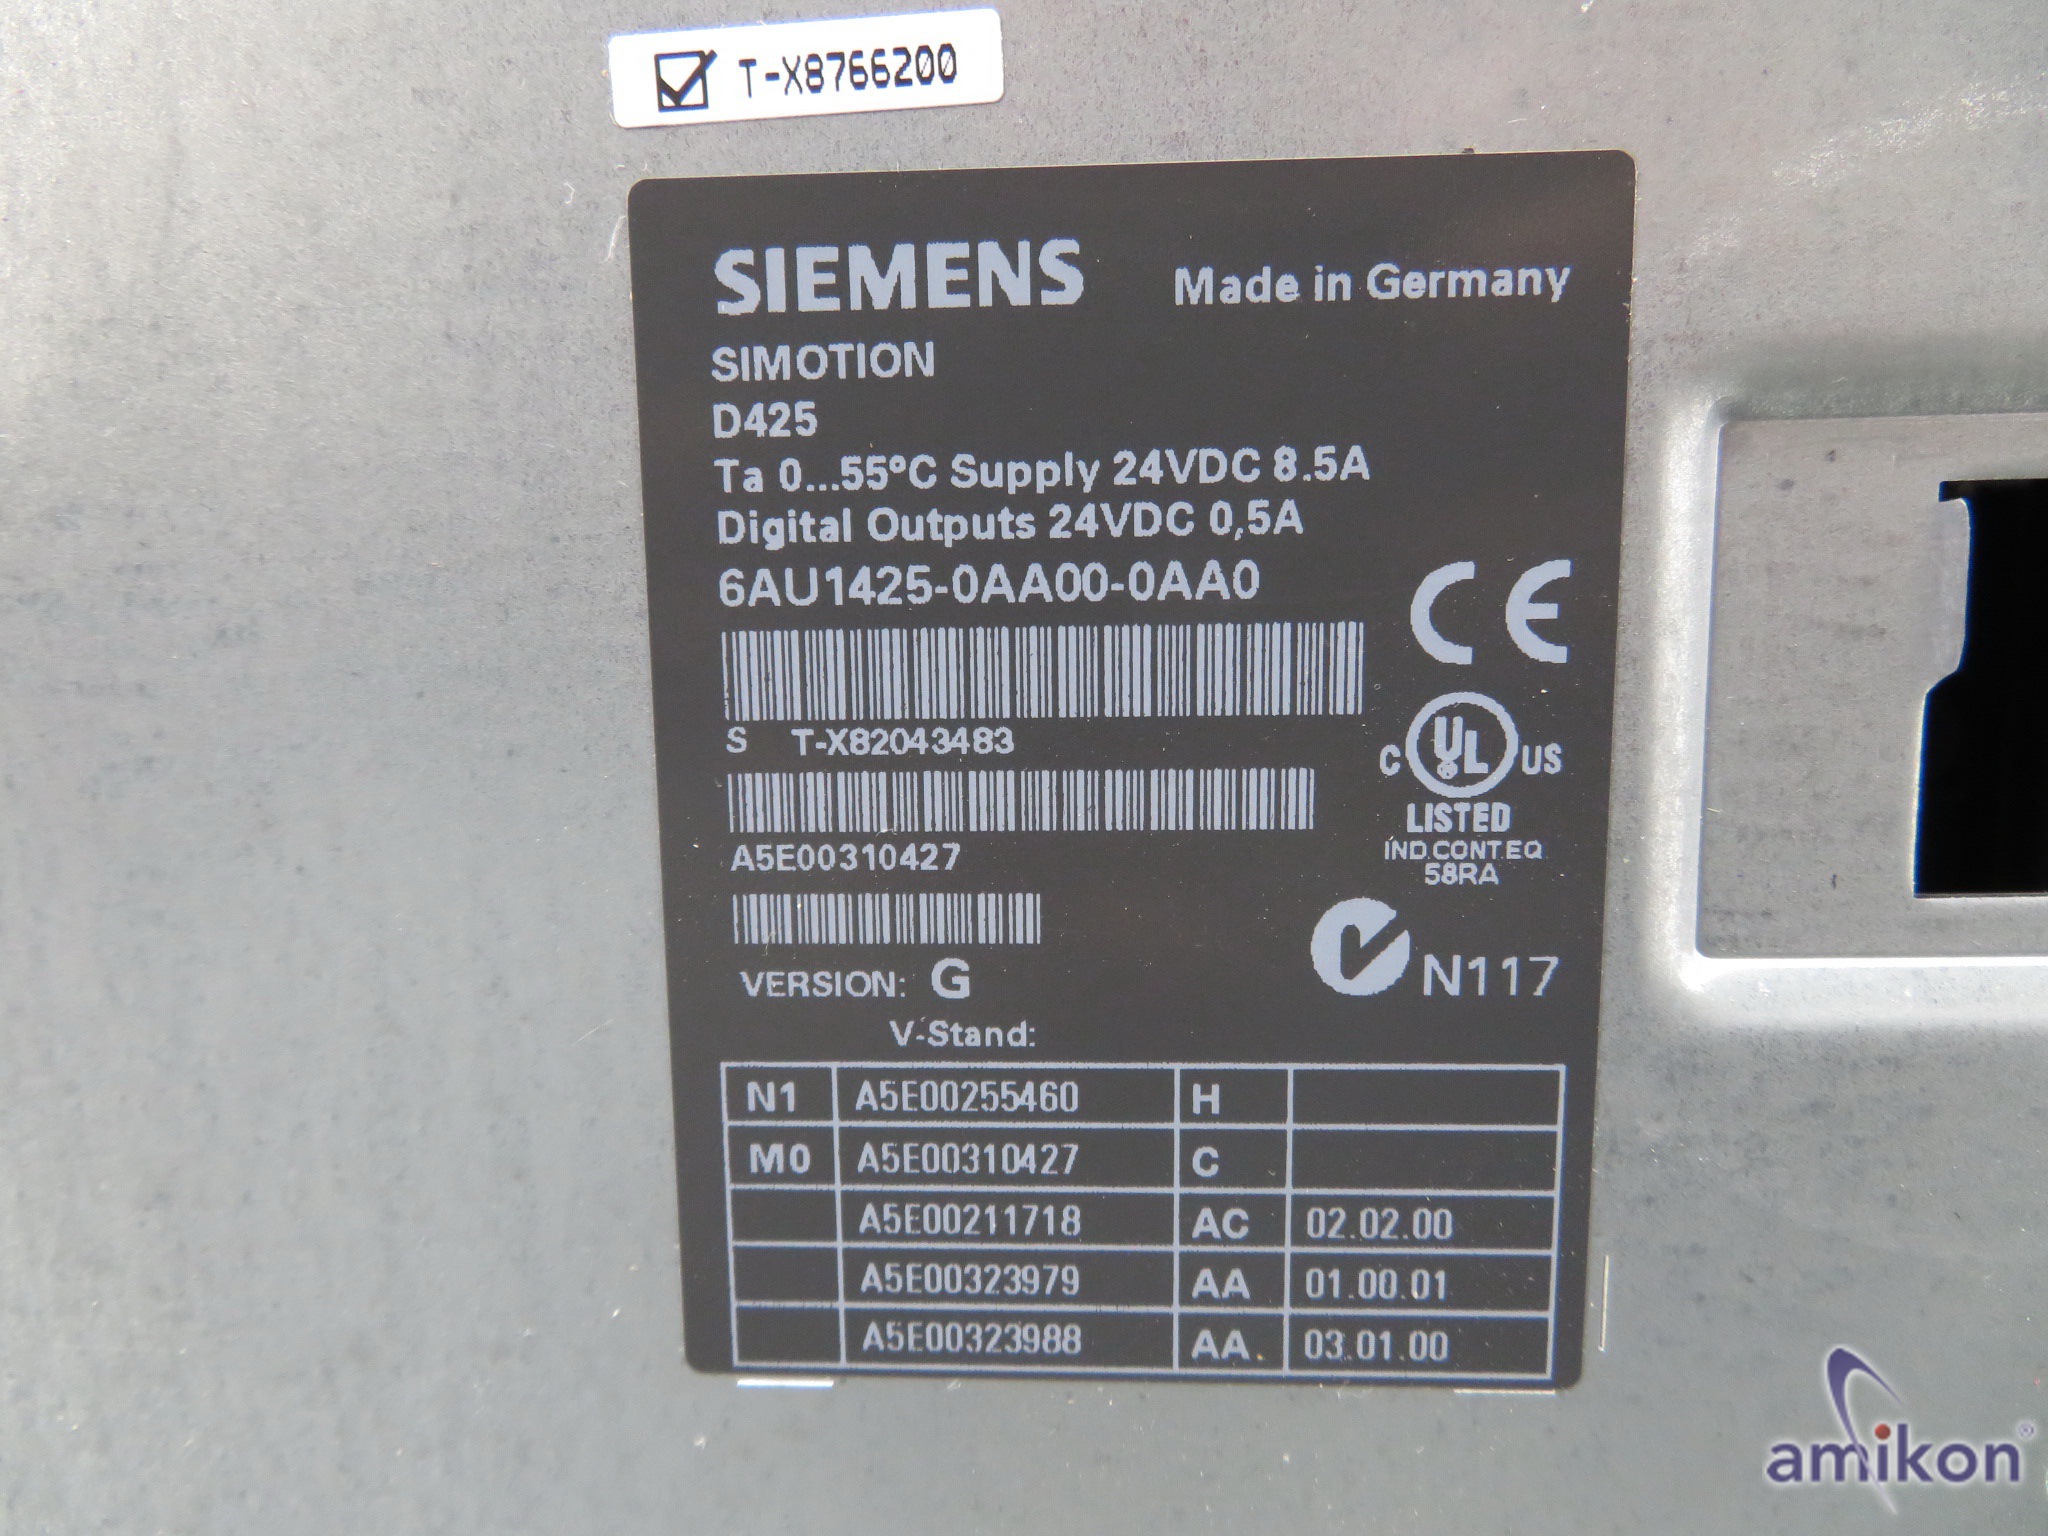 T-X8766200
SIEMENS Made in Germany
SIMOTION
D425
Ta 0...55°C Supply 24VDC 8.5A
Digital Outputs 24VDC 0,5A
6AU1425-0AA00-0AA0
CE
S T-X82043483
C UL US
LISTED
IND.CONT.EQ
58RA
A5E00310427
N117
VERSION: G
V-Stand:
N1 A5E00255460 H
M0 A5E00310427 C
A5E00211718 AC 02.02.00
A5E00323979 AA 01.00.01
A5E00323988 AA. 03.01.00
amikon®